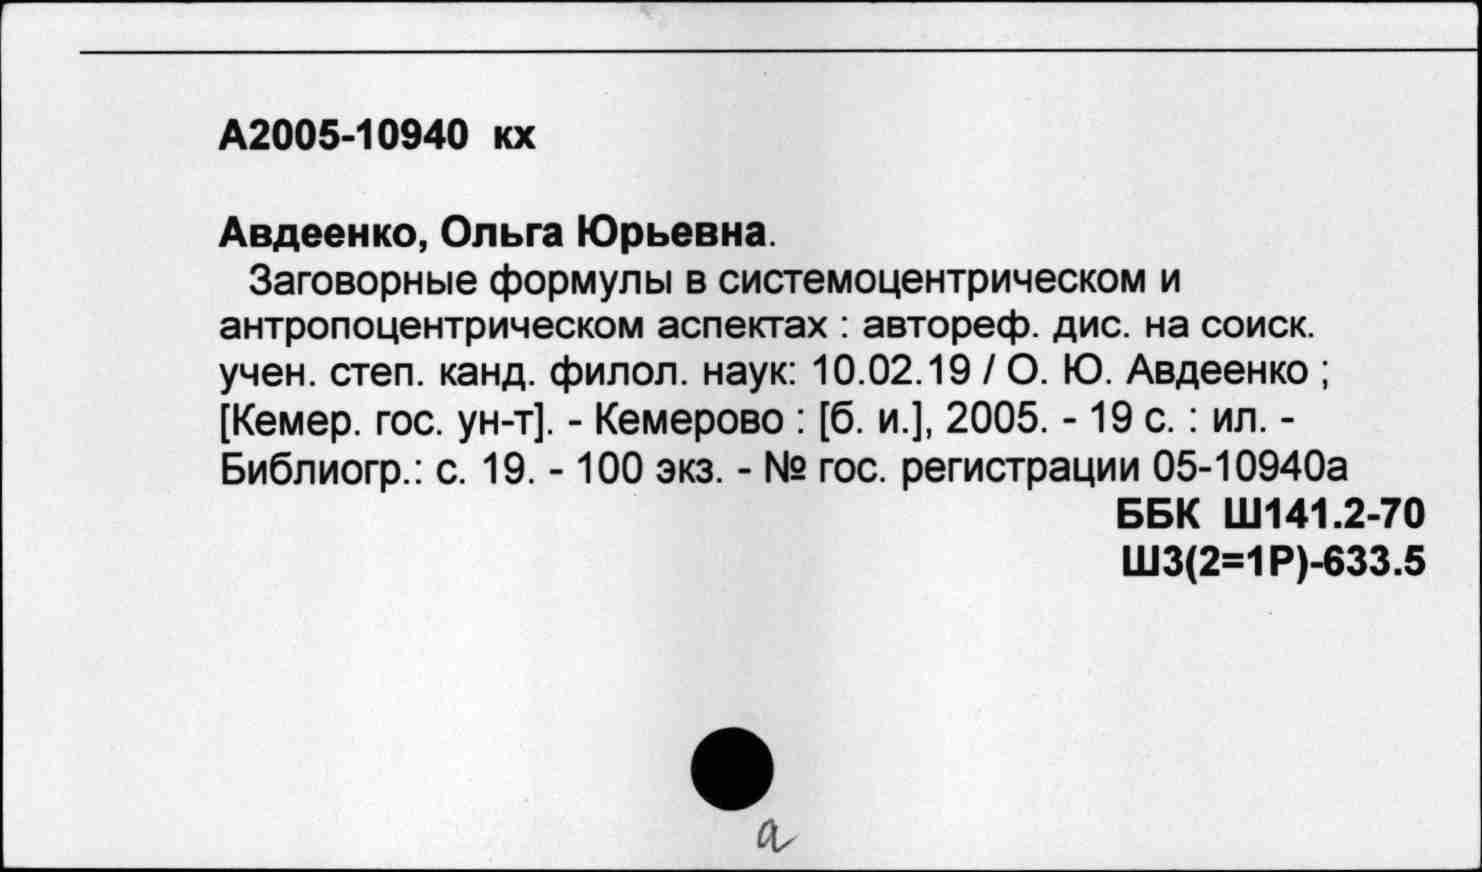 А2005-10940 кх
Авдеенко, Ольга Юрьевна.
Заговорные формулы в системоцентрическом и
антропоцентрическом аспектах : автореф. дис. на соиск.
учен. степ. канд. филол. наук: 10.02.19 / О. Ю. Авдеенко ;
[Кемер. гос. ун-т]. - Кемерово : [б. и.], 2005. - 19 с. : ил. -
Библиогр.: с. 19. - 100 экз. - № гос. регистрации 05-10940а
ББК Ш141.2-70
Ш3(2=1Р)-633.5
а